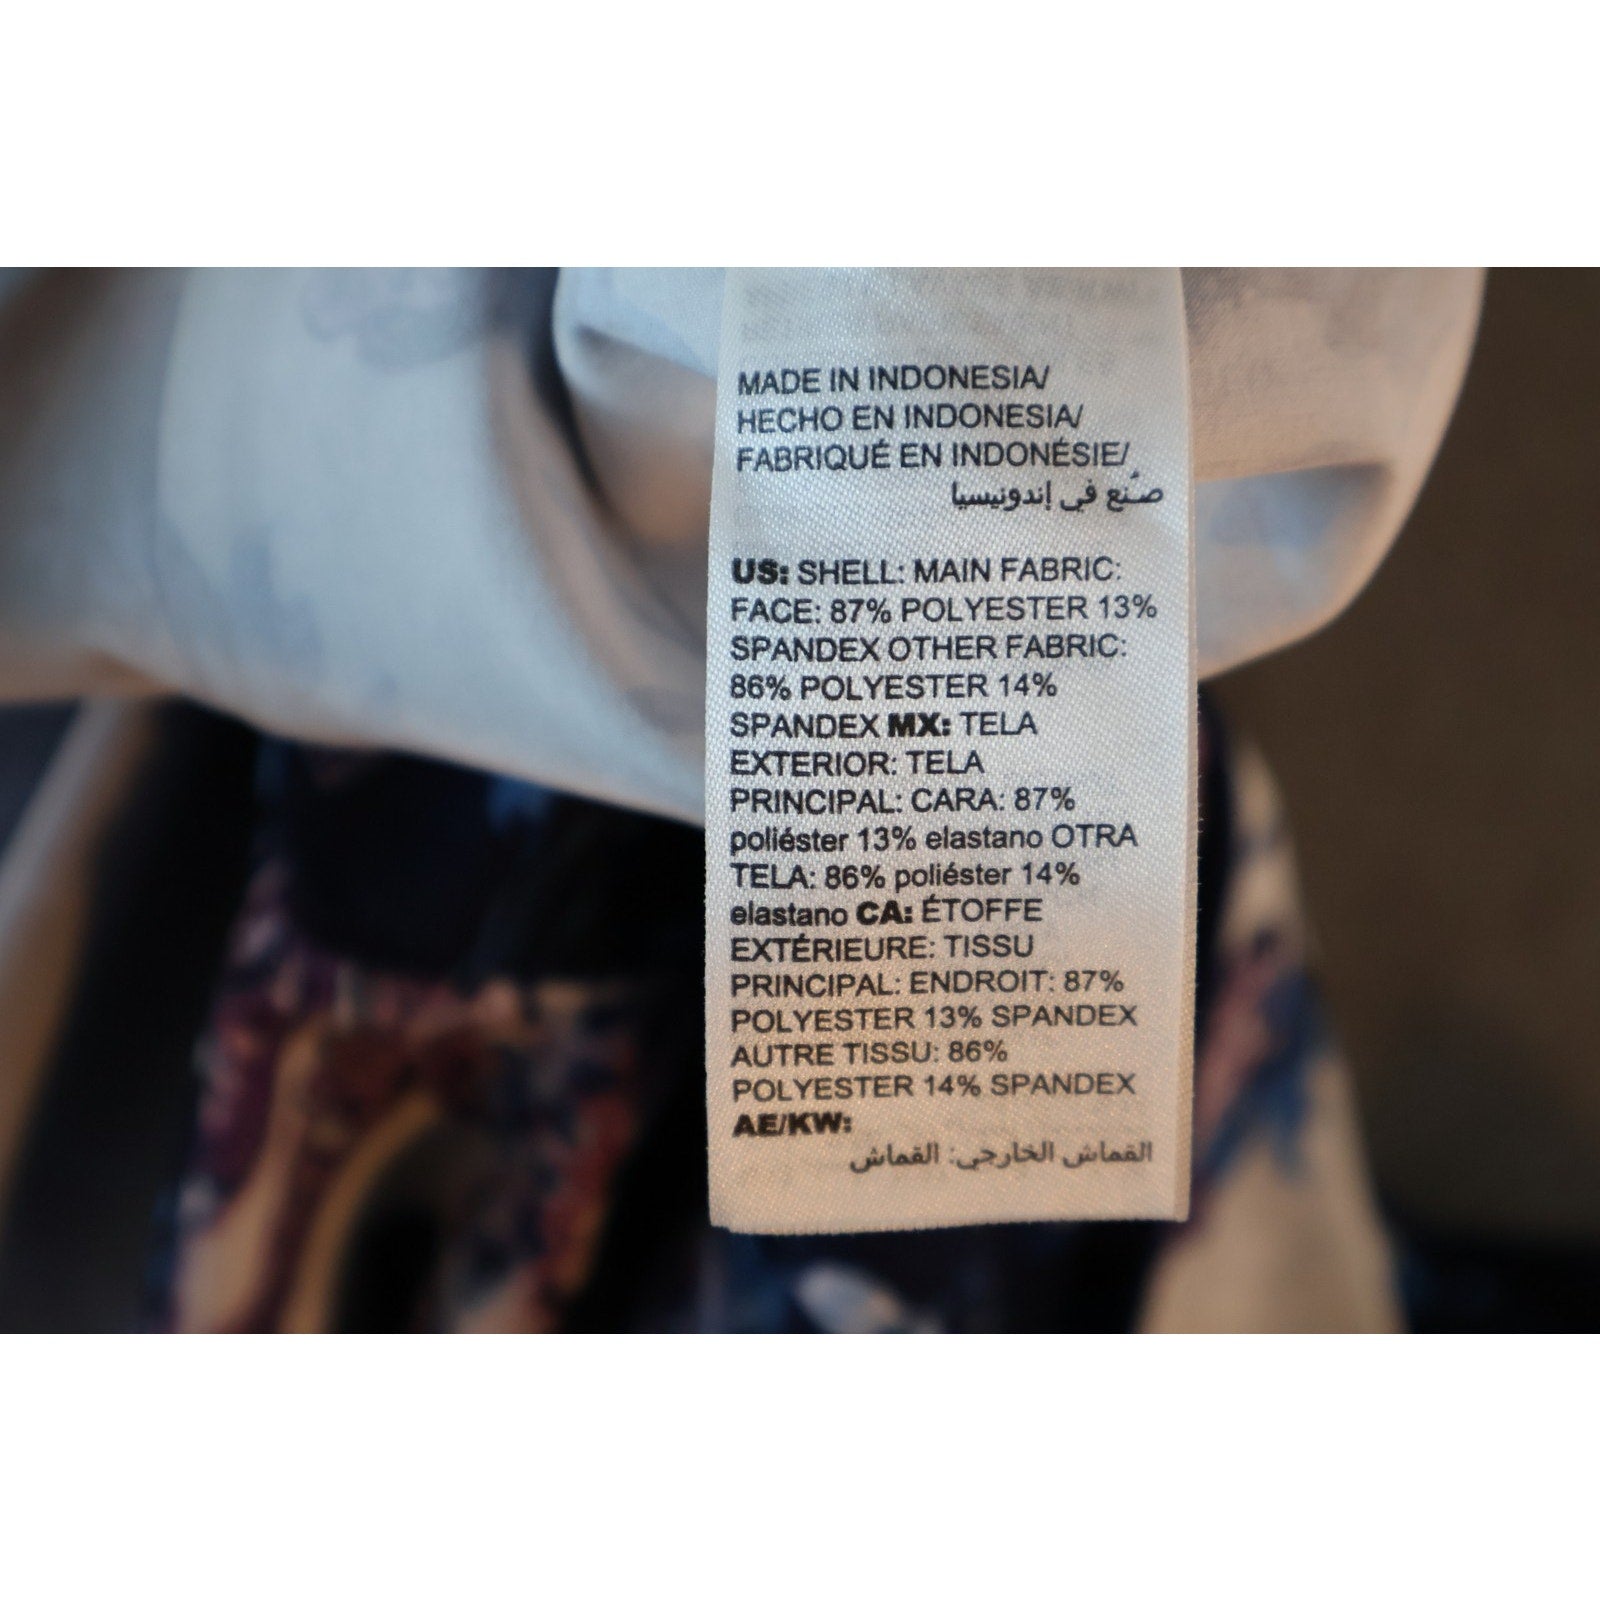 MADE IN INDONESIA/
HECHO EN INDONESIA/
FABRIQUÉ EN INDONÉSIE/
صُنع في إندونيسيا
US: SHELL: MAIN FABRIC:
FACE: 87% POLYESTER 13%
SPANDEX OTHER FABRIC:
86% POLYESTER 14%
SPANDEX MX: TELA
EXTERIOR: TELA
PRINCIPAL: CARA: 87%
poliéster 13% elastano OTRA
TELA: 86% poliéster 14%
elastano CA: ÉTOFFE
EXTÉRIEURE: TISSU
PRINCIPAL: ENDROIT: 87%
POLYESTER 13% SPANDEX
AUTRE TISSU: 86%
POLYESTER 14% SPANDEX
AE/KW:
القماش الخارجي: القماش